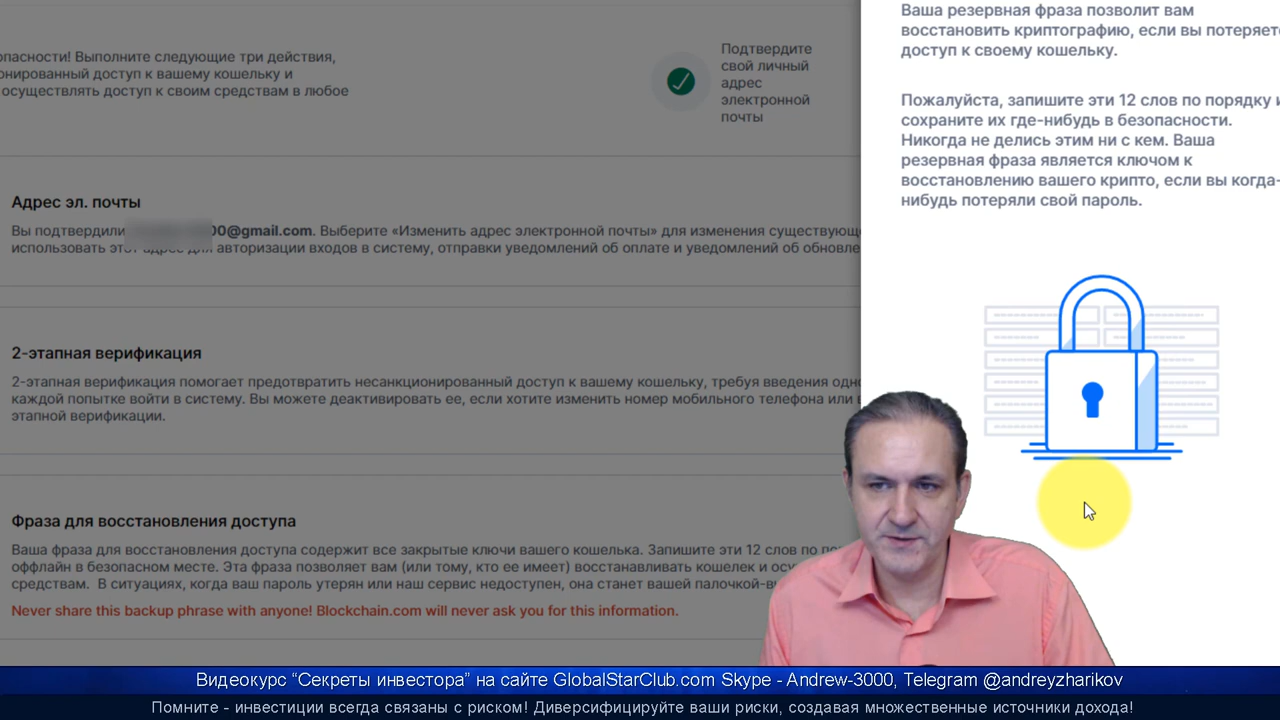 опасности! Выполните следующие три действия,
онированный доступ к вашему кошельку и
осуществлять доступ к своим средствам в любое
Подтвердите
свой личный
адрес
электронной
почты
Адрес эл. почты
Вы подтвердили 00@gmail.com. Выберите «Изменить адрес электронной почты» для изменения существующе
использовать этот адрес для авторизации входов в систему, отправки уведомлений об оплате и уведомлений об обновле
2-этапная верификация
2-этапная верификация помогает предотвратить несанкционированный доступ к вашему кошельку, требуя введения одно
каждой попытке войти в систему. Вы можете деактивировать ее, если хотите изменить номер мобильного телефона или в
этапной верификации.
Фраза для восстановления доступа
Ваша фраза для восстановления доступа содержит все закрытые ключи вашего кошелька. Запишите эти 12 слов по по
оффлайн в безопасном месте. Эта фраза позволяет вам (или тому, кто ее имеет) восстанавливать кошелек и осу
средствам. В ситуациях, когда ваш пароль утерян или наш сервис недоступен, она станет вашей палочкой-в
Never share this backup phrase with anyone! Blockchain.com will never ask you for this information.
Ваша резервная фраза позволит вам
восстановить криптографию, если вы потеряет
доступ к своему кошельку.
Пожалуйста, запишите эти 12 слов по порядку и
сохраните их где-нибудь в безопасности.
Никогда не делись этим ни с кем. Ваша
резервная фраза является ключом к
восстановлению вашего крипто, если вы когда-
нибудь потеряли свой пароль.
Видеокурс “Секреты инвестора” на сайте GlobalStarClub.com Skype - Andrew-3000, Telegram @andreyzharikov
Помните - инвестиции всегда связаны с риском! Диверсифицируйте ваши риски, создавая множественные источники дохода!